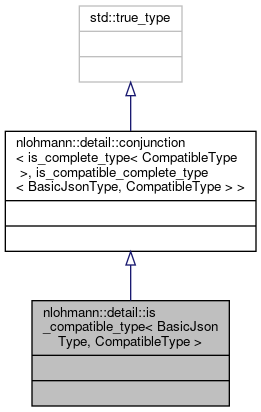 std::true_type
nlohmann::detail::conjunction
< is_complete_type< CompatibleType
>, is_compatible_complete_type
< BasicJsonType, CompatibleType > >
nlohmann::detail::is
_compatible_type< BasicJson
Type, CompatibleType >